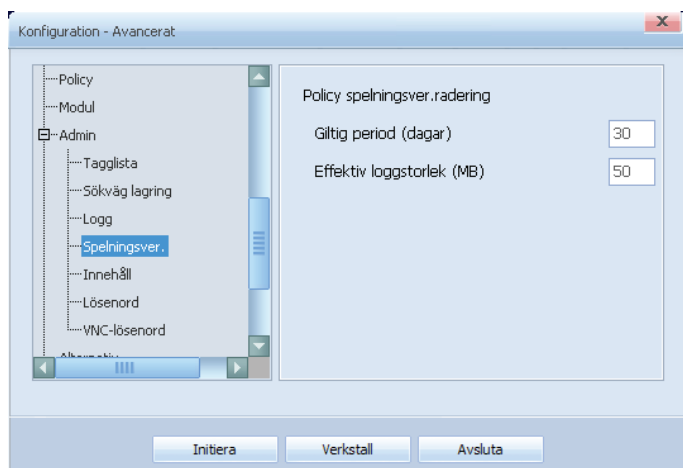 Konfiguration - Avancerat
Policy
Modul
Admin
Tagglista
Sökväg lagring
Logg
Spelningsver.
Innehåll
Lösenord
VNC-lösenord
Alternativ
Policy spelningsver.radering
Giltig period (dagar) 30
Effektiv loggstorlek (MB) 50
Initiera Verkstall Avsluta